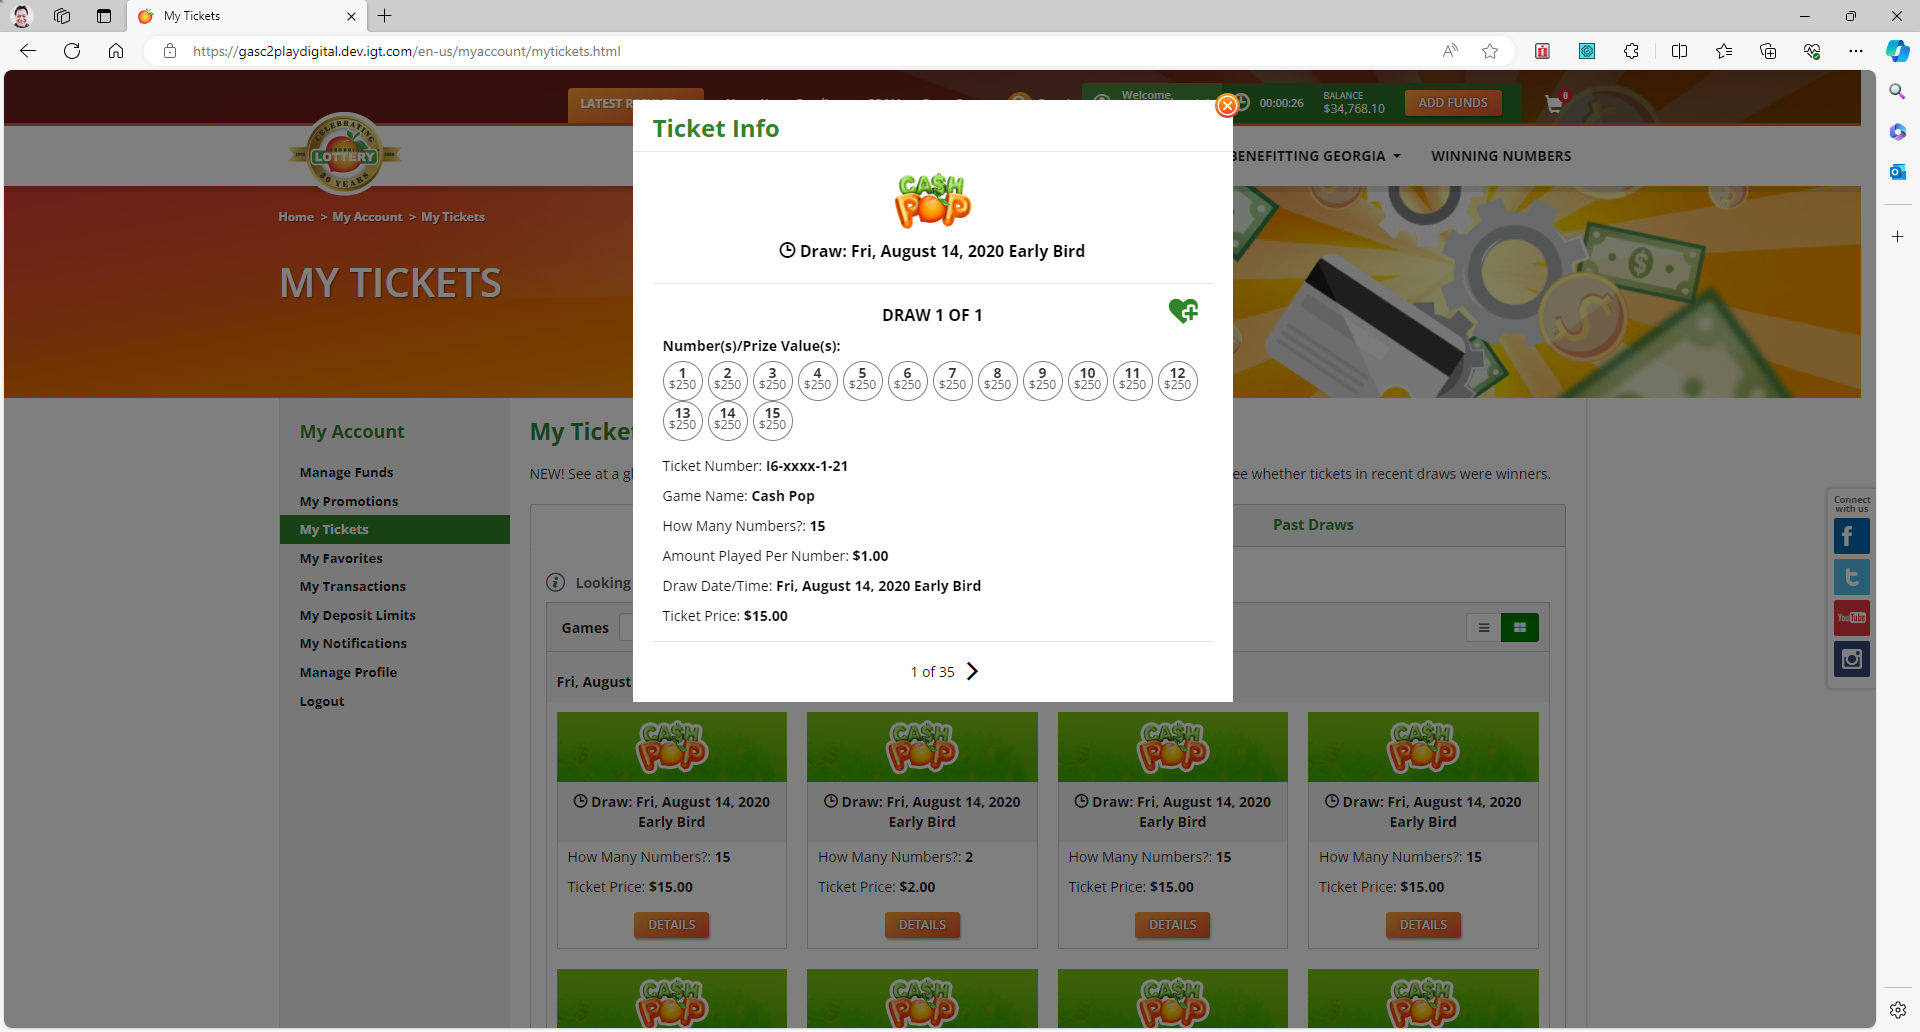 My Tickets
https://gasc2playdigital.dev.igt.com/en-us/myaccount/mytickets.html
LATEST
Welcome,
00:00:26
BALANCE
$34,768.10
ADD FUNDS
0
CELEBRATING
GEORGIA
LOTTERY
30 YEARS
BENEFITTING GEORGIA
WINNING NUMBERS
Home > My Account > My Tickets
MY TICKETS
Ticket Info
CA$H
POP
Draw: Fri, August 14, 2020 Early Bird
DRAW 1 OF 1
Number(s)/Prize Value(s):
1 2 3 4 5 6 7 8 9 10 11 12
$250 $250 $250 $250 $250 $250 $250 $250 $250 $250 $250 $250
13 14 15
$250 $250 $250
Ticket Number: I6-xxxx-1-21
Game Name: Cash Pop
How Many Numbers?: 15
Amount Played Per Number: $1.00
Draw Date/Time: Fri, August 14, 2020 Early Bird
Ticket Price: $15.00
1 of 35
My Account
Manage Funds
My Promotions
My Tickets
My Favorites
My Transactions
My Deposit Limits
My Notifications
Manage Profile
Logout
My Ticke
NEW! See at a gl
ee whether tickets in recent draws were winners.
Past Draws
Looking
Games
Fri, August
CA$H POP CA$H POP CA$H POP CA$H POP
Draw: Fri, August 14, 2020 Draw: Fri, August 14, 2020 Draw: Fri, August 14, 2020 Draw: Fri, August 14, 2020
Early Bird Early Bird Early Bird Early Bird
How Many Numbers?: 15 How Many Numbers?: 2 How Many Numbers?: 15 How Many Numbers?: 15
Ticket Price: $15.00 Ticket Price: $2.00 Ticket Price: $15.00 Ticket Price: $15.00
DETAILS DETAILS DETAILS DETAILS
CA$H POP CA$H POP CA$H POP CA$H POP
Connect
with us
YouTube